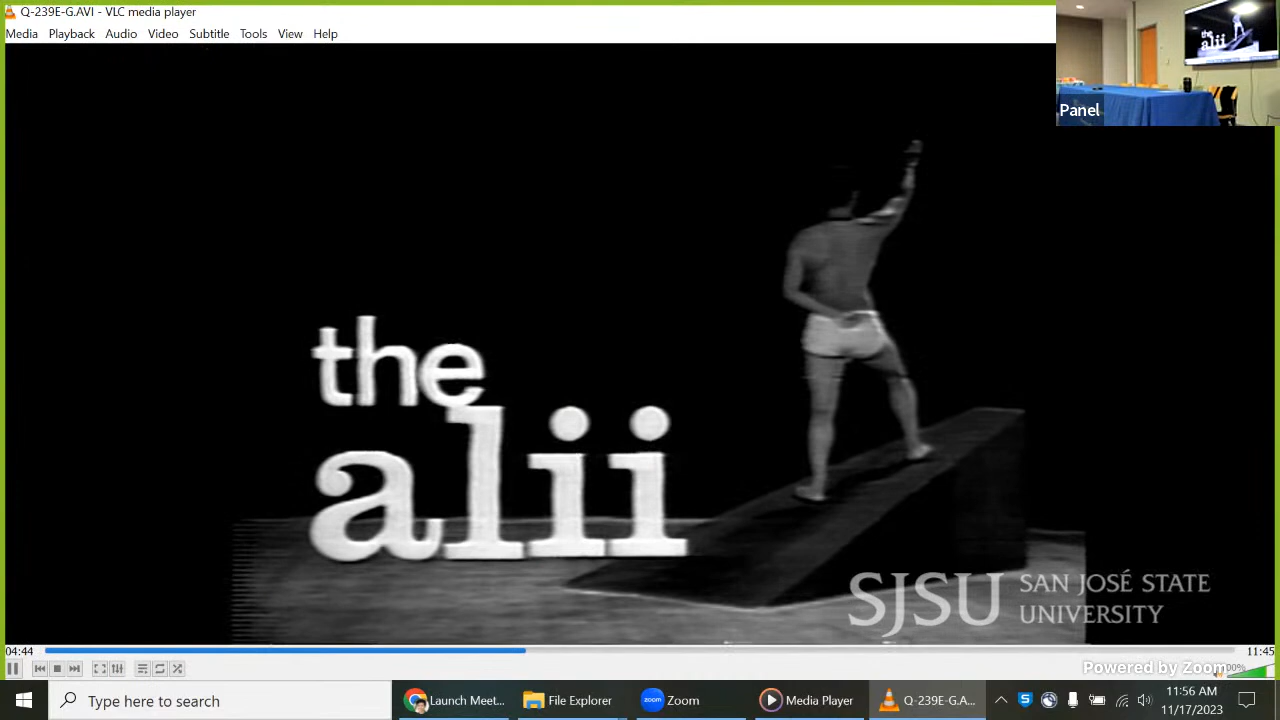 Q-239E-G.AVI - VLC media player
Media Playback Audio Video Subtitle Tools View Help
the
alii
Panel
the
alii
SJSU SAN JOSÉ STATE
UNIVERSITY
04:44
11:45
Powered by Zoom
Type here to search
Launch Meet...
File Explorer
Zoom
Media Player
Q-239E-G.A...
11:56 AM
11/17/2023